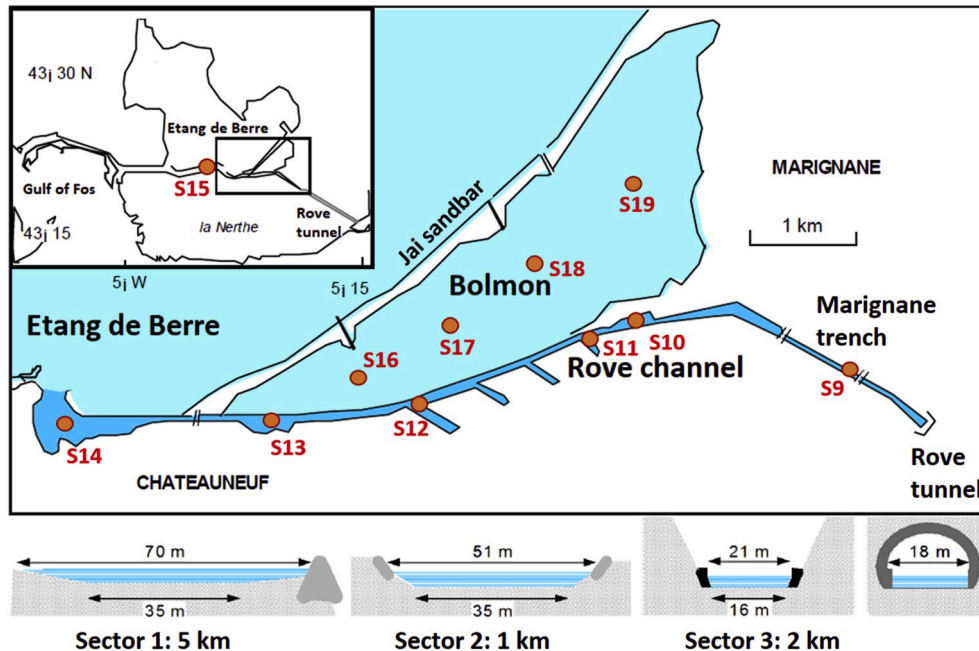 43¡ 30 N
Etang de Berre
Gulf of Fos
S15
43¡ 15
la Nerthe
Rove
tunnel
5¡ W
5¡ 15
MARIGNANE
1 km
Jai sandbar
S19
S18
Bolmon
Etang de Berre
S17
S16
Marignane
trench
S11
S10
Rove channel
S9
S12
S13
S14
Rove
tunnel
CHATEAUNEUF
70 m
35 m
Sector 1: 5 km
51 m
35 m
Sector 2: 1 km
21 m
16 m
Sector 3: 2 km
18 m